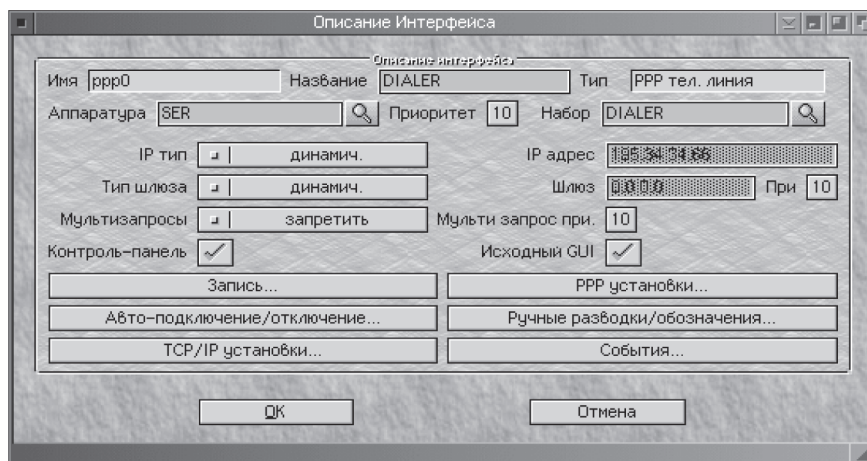 Описание Интерфейса
Описание интерфейса
Имя ppp0 Название DIALER Тип PPP тел. линия
Аппаратура SER Приоритет 10 Набор DIALER
IP тип динамич. IP адрес 195.34.34.66
Тип шлюза динамич. Шлюз 0.0.0.0 При 10
Мультизапросы запретить Мульти запрос при. 10
Контроль-панель Исходный GUI
Запись... PPP установки...
Авто-подключение/отключение... Ручные разводки/обозначения...
TCP/IP установки... События...
OK Отмена